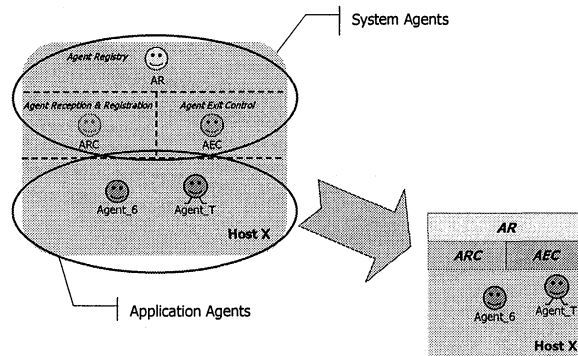 System Agents
Agent Registry
AR
Agent Reception & Registration
Agent Exit Control
ARC
AEC
Agent_6
Agent_T
Host X
Application Agents
AR
ARC
AEC
Agent_6
Agent_T
Host X